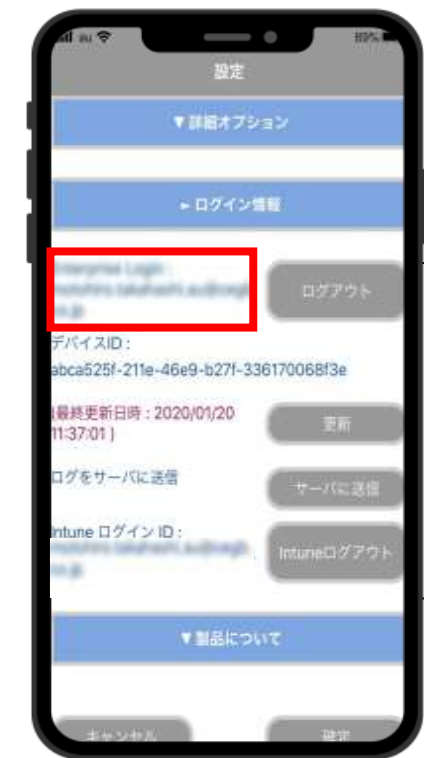 au 89%
設定
▼詳細オプション
►ログイン情報
Enterprise Login :
ログアウト
デバイスID :
abca525f-211e-46e9-b27f-336170068f3e
(最終更新日時 : 2020/01/20
11:37:01 )
更新
ログをサーバに送信
サーバに送信
Intune ログイン ID :
Intuneログアウト
▼製品について
キャンセル
確定